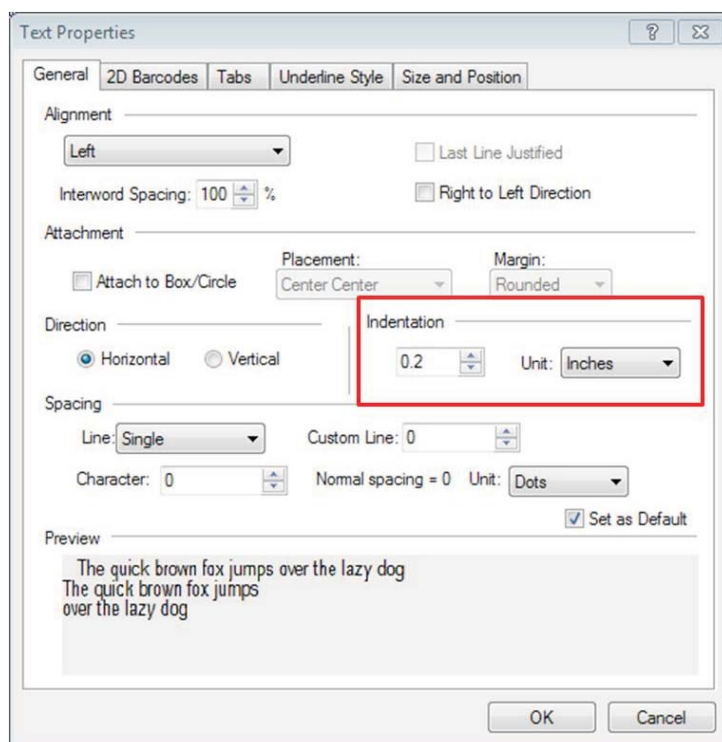 Text Properties
General 2D Barcodes Tabs Underline Style Size and Position
Alignment
Left Last Line Justified
Interword Spacing: 100 % Right to Left Direction
Attachment
Placement: Margin:
Attach to Box/Circle Center Center Rounded
Direction Indentation
Horizontal Vertical 0.2 Unit: Inches
Spacing
Line: Single Custom Line: 0
Character: 0 Normal spacing = 0 Unit: Dots
Set as Default
Preview
The quick brown fox jumps over the lazy dog
The quick brown fox jumps
over the lazy dog
OK Cancel